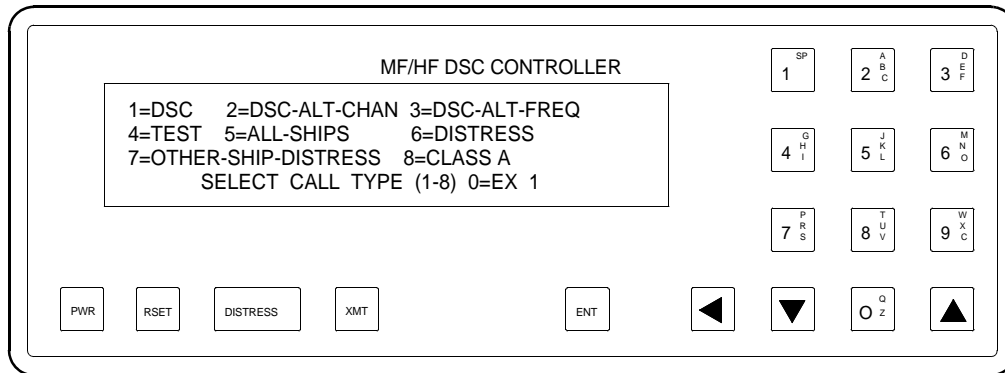 MF/HF DSC CONTROLLER
1=DSC 2=DSC-ALT-CHAN 3=DSC-ALT-FREQ
4=TEST 5=ALL-SHIPS 6=DISTRESS
7=OTHER-SHIP-DISTRESS 8=CLASS A
SELECT CALL TYPE (1-8) 0=EX 1
1 SP
2 A B C
3 D E F
4 G H I
5 J K L
6 M N O
7 P R S
8 T U V
9 W X C
PWR RSET DISTRESS XMT ENT O Q Z